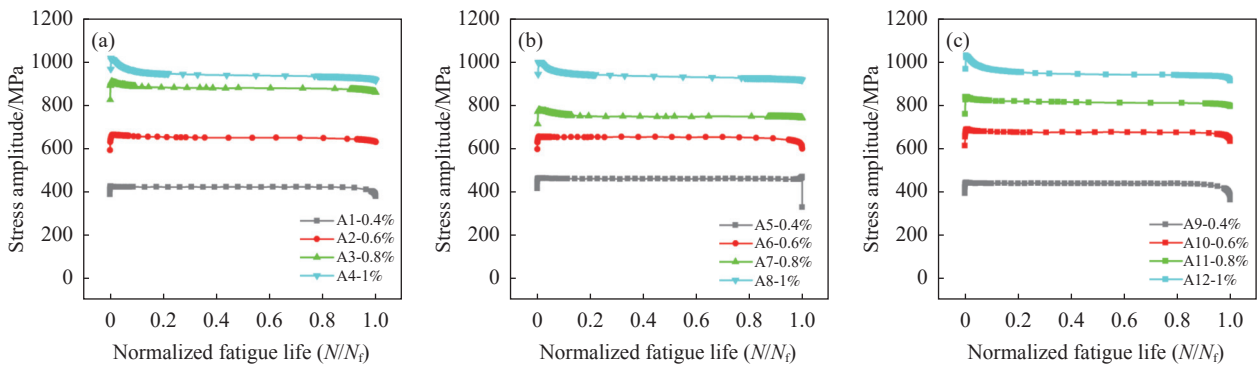 (a)
Stress amplitude/MPa
1200
1000
800
600
400
200
0
A1-0.4%
A2-0.6%
A3-0.8%
A4-1%
0 0.2 0.4 0.6 0.8 1.0
Normalized fatigue life (N/Nf)
(b)
Stress amplitude/MPa
1200
1000
800
600
400
200
0
A5-0.4%
A6-0.6%
A7-0.8%
A8-1%
0 0.2 0.4 0.6 0.8 1.0
Normalized fatigue life (N/Nf)
(c)
Stress amplitude/MPa
1200
1000
800
600
400
200
0
A9-0.4%
A10-0.6%
A11-0.8%
A12-1%
0 0.2 0.4 0.6 0.8 1.0
Normalized fatigue life (N/Nf)